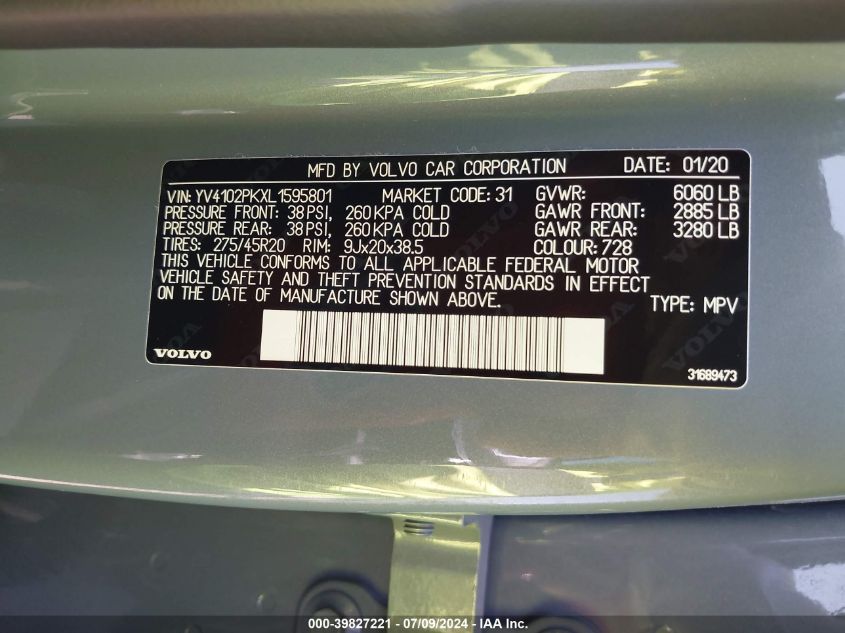 MFD BY VOLVO CAR CORPORATION DATE: 01/20
VIN: YV4102PKXL1595801 MARKET CODE: 31 GVWR: 6060 LB
PRESSURE FRONT: 38 PSI, 260 KPA COLD GAWR FRONT: 2885 LB
PRESSURE REAR: 38 PSI, 260 KPA COLD GAWR REAR: 3280 LB
TIRES: 275/45R20 RIM: 9Jx20x38.5 COLOUR: 728
THIS VEHICLE CONFORMS TO ALL APPLICABLE FEDERAL MOTOR
VEHICLE SAFETY AND THEFT PREVENTION STANDARDS IN EFFECT
ON THE DATE OF MANUFACTURE SHOWN ABOVE. TYPE: MPV
VOLVO
31689473
000-39827221 - 07/09/2024 - IAA Inc.